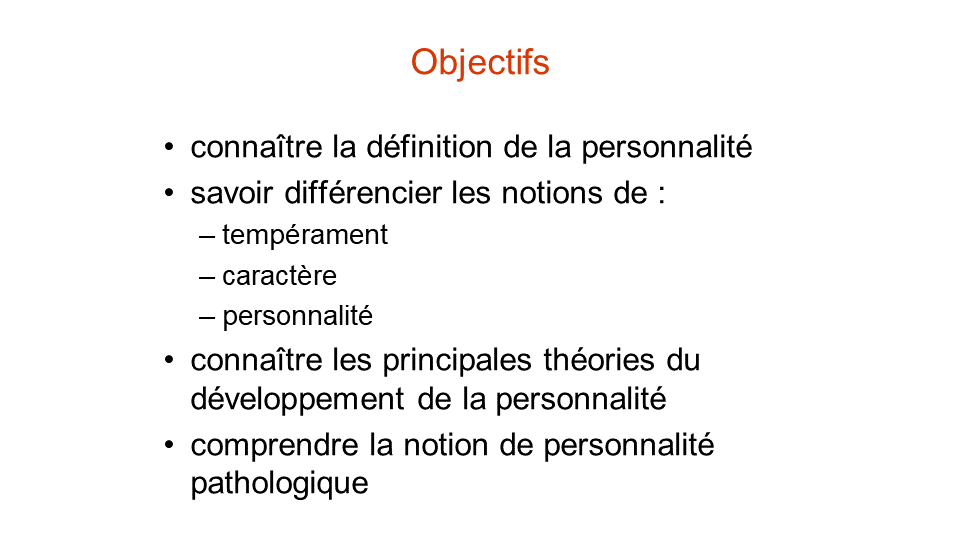 Objectifs
• connaître la définition de la personnalité
• savoir différencier les notions de :
– tempérament
– caractère
– personnalité
• connaître les principales théories du
développement de la personnalité
• comprendre la notion de personnalité
pathologique